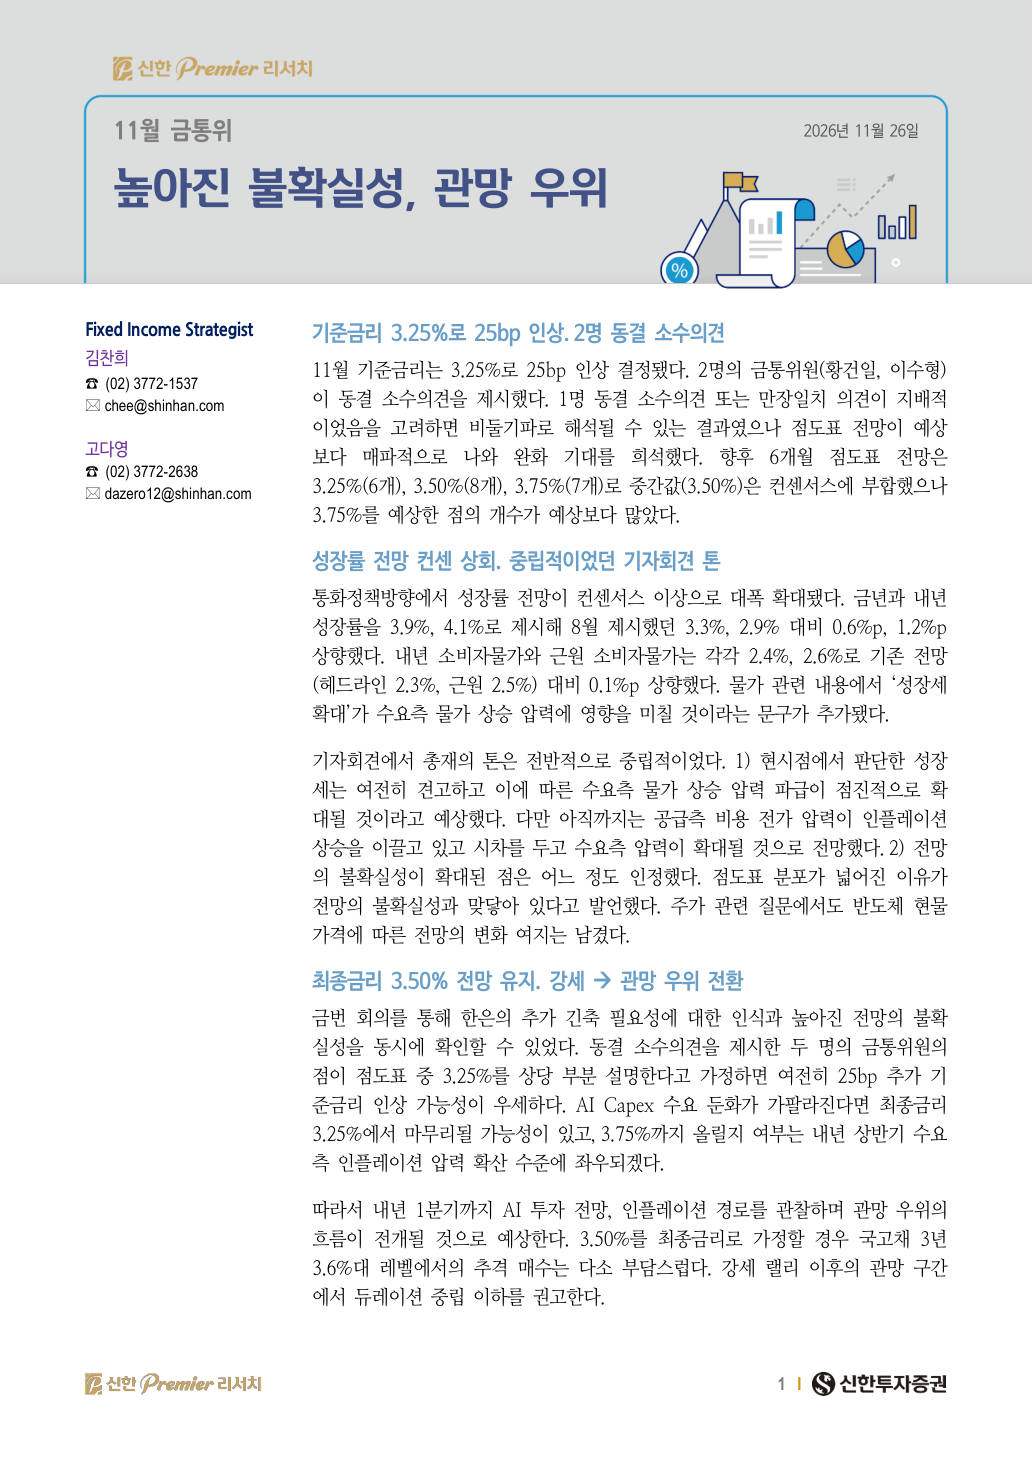 신한 Premier 리서치
11월 금통위
2026년 11월 26일
높아진 불확실성, 관망 우위
%
Fixed Income Strategist
김찬희
☎ (02) 3772-1537
✉ chee@shinhan.com
고다영
☎ (02) 3772-2638
✉ dazero12@shinhan.com
기준금리 3.25%로 25bp 인상. 2명 동결 소수의견
11월 기준금리는 3.25%로 25bp 인상 결정됐다. 2명의 금통위원(황건일, 이수형)
이 동결 소수의견을 제시했다. 1명 동결 소수의견 또는 만장일치 의견이 지배적
이었음을 고려하면 비둘기파로 해석될 수 있는 결과였으나 점도표 전망이 예상
보다 매파적으로 나와 완화 기대를 희석했다. 향후 6개월 점도표 전망은
3.25%(6개), 3.50%(8개), 3.75%(7개)로 중간값(3.50%)은 컨센서스에 부합했으나
3.75%를 예상한 점의 개수가 예상보다 많았다.
성장률 전망 컨센 상회. 중립적이었던 기자회견 톤
통화정책방향에서 성장률 전망이 컨센서스 이상으로 대폭 확대됐다. 금년과 내년
성장률을 3.9%, 4.1%로 제시해 8월 제시했던 3.3%, 2.9% 대비 0.6%p, 1.2%p
상향했다. 내년 소비자물가와 근원 소비자물가는 각각 2.4%, 2.6%로 기존 전망
(헤드라인 2.3%, 근원 2.5%) 대비 0.1%p 상향했다. 물가 관련 내용에서 ‘성장세
확대’가 수요측 물가 상승 압력에 영향을 미칠 것이라는 문구가 추가됐다.
기자회견에서 총재의 톤은 전반적으로 중립적이었다. 1) 현시점에서 판단한 성장
세는 여전히 견고하고 이에 따른 수요측 물가 상승 압력 파급이 점진적으로 확
대될 것이라고 예상했다. 다만 아직까지는 공급측 비용 전가 압력이 인플레이션
상승을 이끌고 있고 시차를 두고 수요측 압력이 확대될 것으로 전망했다. 2) 전망
의 불확실성이 확대된 점은 어느 정도 인정했다. 점도표 분포가 넓어진 이유가
전망의 불확실성과 맞닿아 있다고 발언했다. 주가 관련 질문에서도 반도체 현물
가격에 따른 전망의 변화 여지는 남겼다.
최종금리 3.50% 전망 유지. 강세 → 관망 우위 전환
금번 회의를 통해 한은의 추가 긴축 필요성에 대한 인식과 높아진 전망의 불확
실성을 동시에 확인할 수 있었다. 동결 소수의견을 제시한 두 명의 금통위원의
점이 점도표 중 3.25%를 상당 부분 설명한다고 가정하면 여전히 25bp 추가 기
준금리 인상 가능성이 우세하다. AI Capex 수요 둔화가 가팔라진다면 최종금리
3.25%에서 마무리될 가능성이 있고, 3.75%까지 올릴지 여부는 내년 상반기 수요
측 인플레이션 압력 확산 수준에 좌우되겠다.
따라서 내년 1분기까지 AI 투자 전망, 인플레이션 경로를 관찰하며 관망 우위의
흐름이 전개될 것으로 예상한다. 3.50%를 최종금리로 가정할 경우 국고채 3년
3.6%대 레벨에서의 추격 매수는 다소 부담스럽다. 강세 랠리 이후의 관망 구간
에서 듀레이션 중립 이하를 권고한다.
신한 Premier 리서치
1 | 신한투자증권